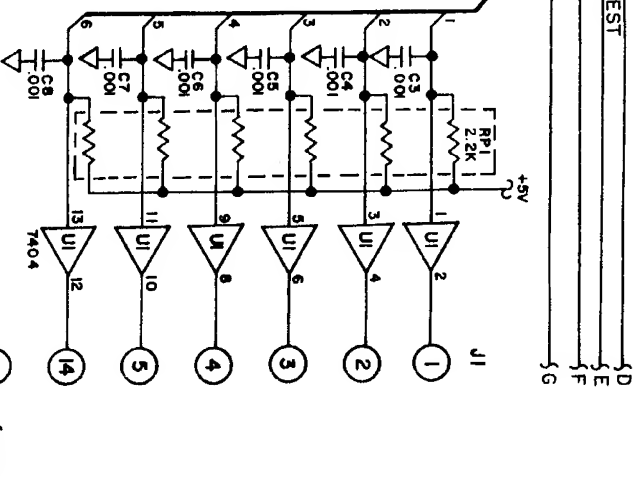 EST
6
5
4
3
2
1
C8
.001
C7
.001
C6
.001
C5
.001
C4
.001
C3
.001
RP1
2.2K
+5V
13
11
9
5
3
1
U1
U1
U1
U1
U1
U1
7404
12
10
8
6
4
2
J1
14
5
4
3
2
1
G
F
E
D